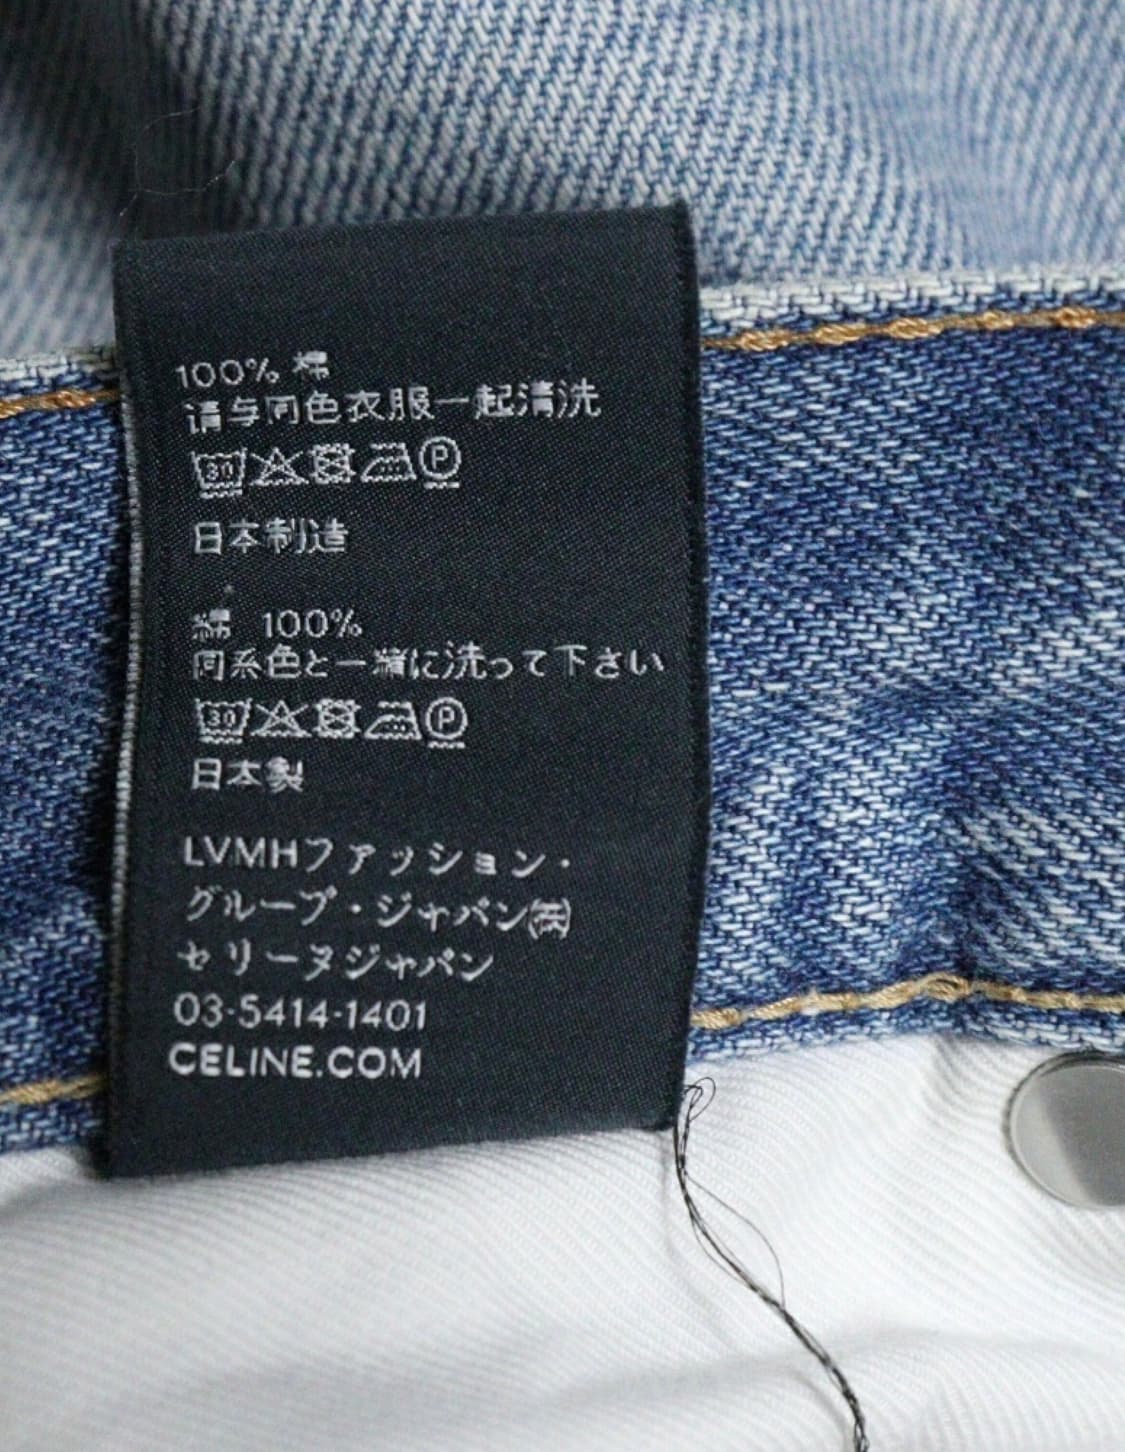 100% 棉
请与同色衣服一起清洗
30 P
日本制造
綿 100%
同系色と一緒に洗って下さい
30 P
日本製
LVMHファッション・
グループ・ジャパン㈱
セリーヌジャパン
03-5414-1401
CELINE.COM